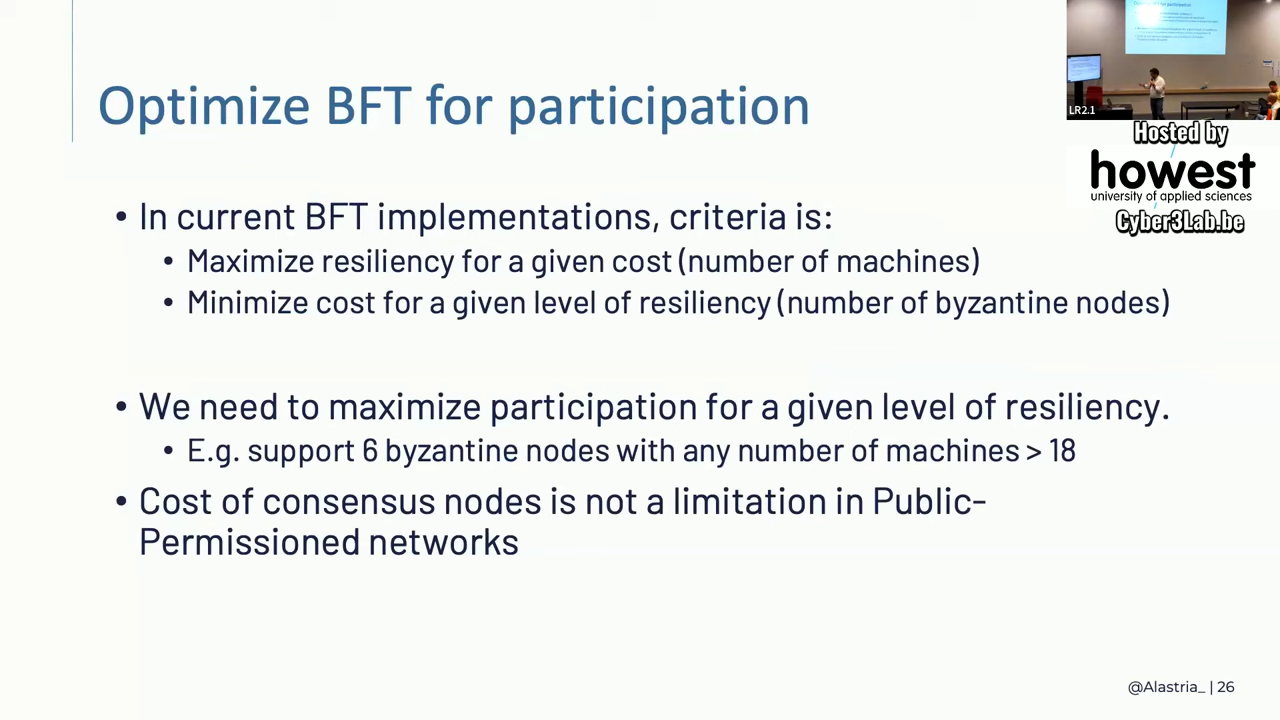 Optimize BFT for participation
LR2.1
Hosted by
howest
university of applied sciences
Cyber3Lab.be
• In current BFT implementations, criteria is:
• Maximize resiliency for a given cost (number of machines)
• Minimize cost for a given level of resiliency (number of byzantine nodes)
• We need to maximize participation for a given level of resiliency.
• E.g. support 6 byzantine nodes with any number of machines > 18
• Cost of consensus nodes is not a limitation in Public-
Permissioned networks
@Alastria_ | 26